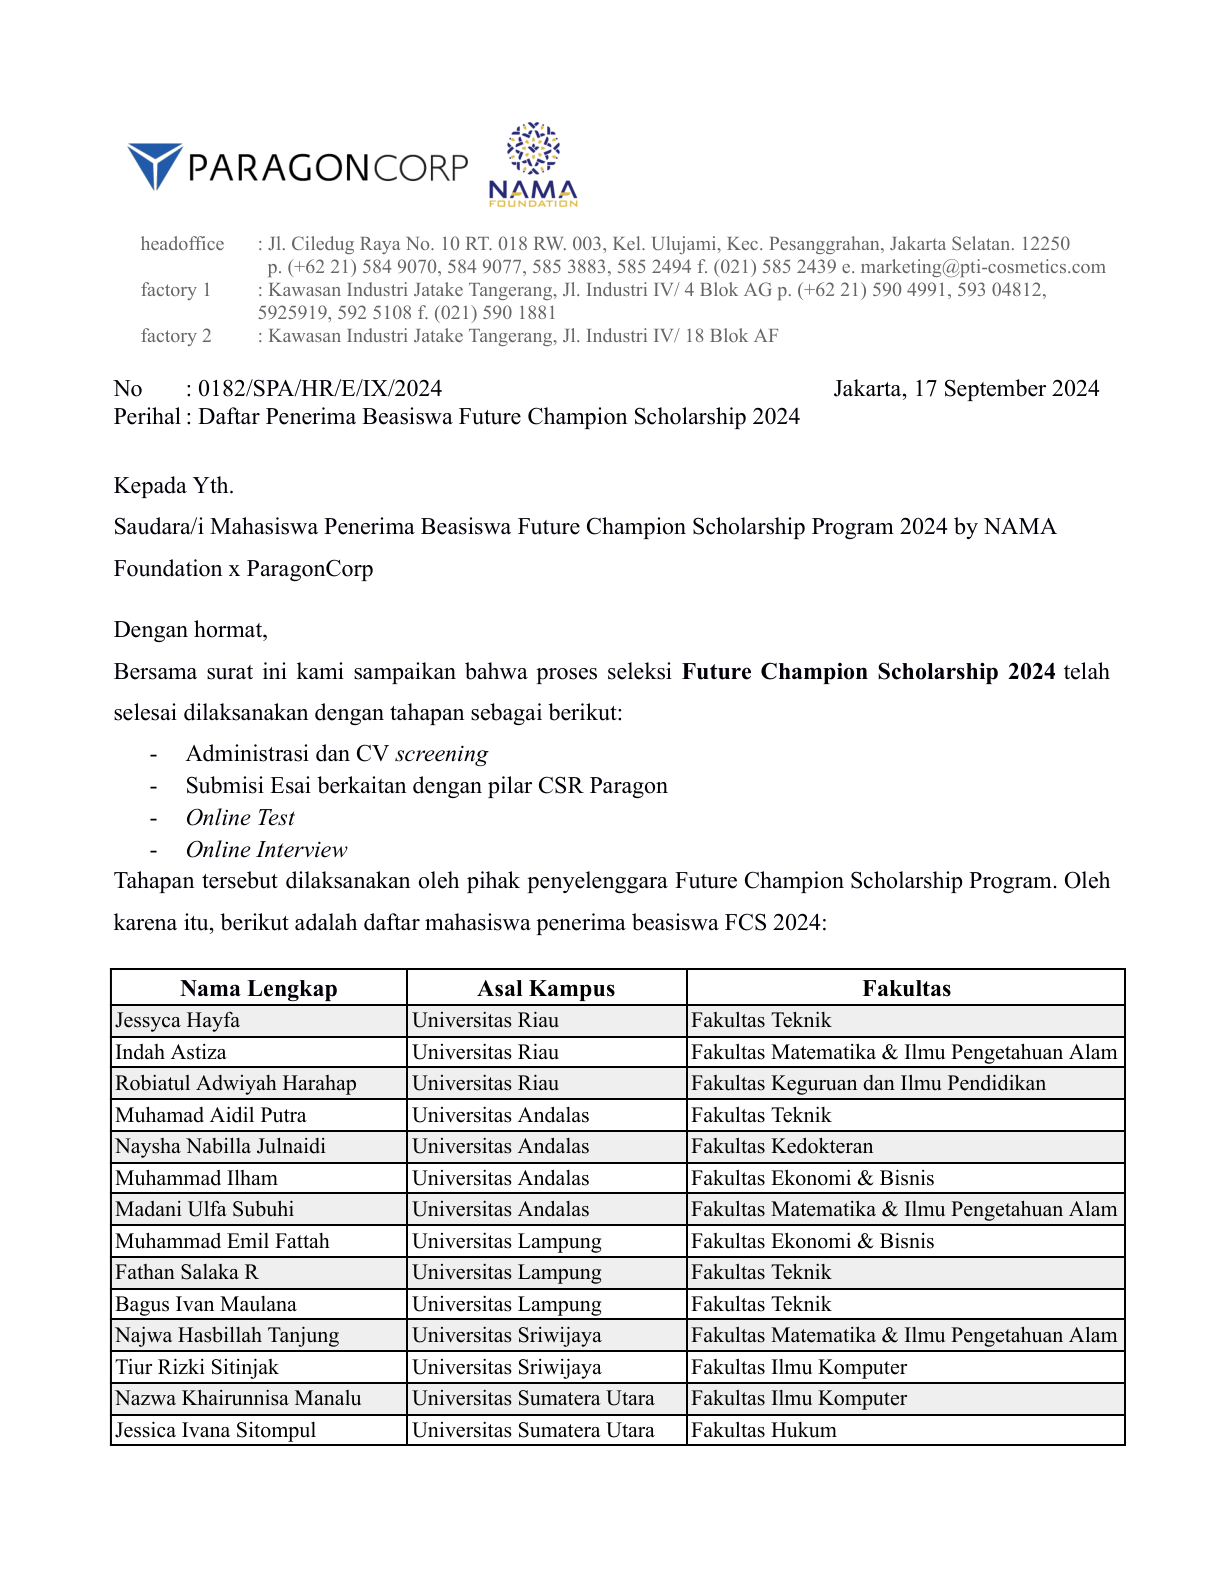 PARAGONCORP
NAMA
FOUNDATION
headoffice : Jl. Ciledug Raya No. 10 RT. 018 RW. 003, Kel. Ulujami, Kec. Pesanggrahan, Jakarta Selatan. 12250
p. (+62 21) 584 9070, 584 9077, 585 3883, 585 2494 f. (021) 585 2439 e. marketing@pti-cosmetics.com
factory 1 : Kawasan Industri Jatake Tangerang, Jl. Industri IV/ 4 Blok AG p. (+62 21) 590 4991, 593 04812,
5925919, 592 5108 f. (021) 590 1881
factory 2 : Kawasan Industri Jatake Tangerang, Jl. Industri IV/ 18 Blok AF
No : 0182/SPA/HR/E/IX/2024 Jakarta, 17 September 2024
Perihal : Daftar Penerima Beasiswa Future Champion Scholarship 2024
Kepada Yth.
Saudara/i Mahasiswa Penerima Beasiswa Future Champion Scholarship Program 2024 by NAMA
Foundation x ParagonCorp
Dengan hormat,
Bersama surat ini kami sampaikan bahwa proses seleksi Future Champion Scholarship 2024 telah
selesai dilaksanakan dengan tahapan sebagai berikut:
- Administrasi dan CV screening
- Submisi Esai berkaitan dengan pilar CSR Paragon
- Online Test
- Online Interview
Tahapan tersebut dilaksanakan oleh pihak penyelenggara Future Champion Scholarship Program. Oleh
karena itu, berikut adalah daftar mahasiswa penerima beasiswa FCS 2024:
Nama Lengkap Asal Kampus Fakultas
Jessyca Hayfa Universitas Riau Fakultas Teknik
Indah Astiza Universitas Riau Fakultas Matematika & Ilmu Pengetahuan Alam
Robiatul Adwiyah Harahap Universitas Riau Fakultas Keguruan dan Ilmu Pendidikan
Muhamad Aidil Putra Universitas Andalas Fakultas Teknik
Naysha Nabilla Julnaidi Universitas Andalas Fakultas Kedokteran
Muhammad Ilham Universitas Andalas Fakultas Ekonomi & Bisnis
Madani Ulfa Subuhi Universitas Andalas Fakultas Matematika & Ilmu Pengetahuan Alam
Muhammad Emil Fattah Universitas Lampung Fakultas Ekonomi & Bisnis
Fathan Salaka R Universitas Lampung Fakultas Teknik
Bagus Ivan Maulana Universitas Lampung Fakultas Teknik
Najwa Hasbillah Tanjung Universitas Sriwijaya Fakultas Matematika & Ilmu Pengetahuan Alam
Tiur Rizki Sitinjak Universitas Sriwijaya Fakultas Ilmu Komputer
Nazwa Khairunnisa Manalu Universitas Sumatera Utara Fakultas Ilmu Komputer
Jessica Ivana Sitompul Universitas Sumatera Utara Fakultas Hukum